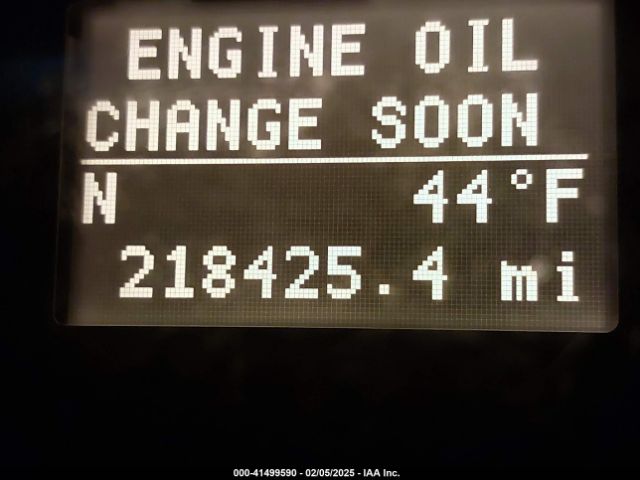 ENGINE OIL
CHANGE SOON
N 44°F
218425.4 mi
000-41499590 - 02/05/2025 - IAA Inc.